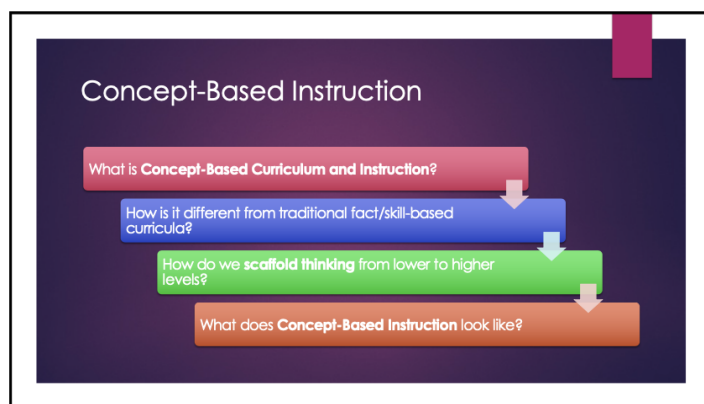 Concept-Based Instruction
What is Concept-Based Curriculum and Instruction?
How is it different from traditional fact/skill-based
curricula?
How do we scaffold thinking from lower to higher
levels?
What does Concept-Based Instruction look like?